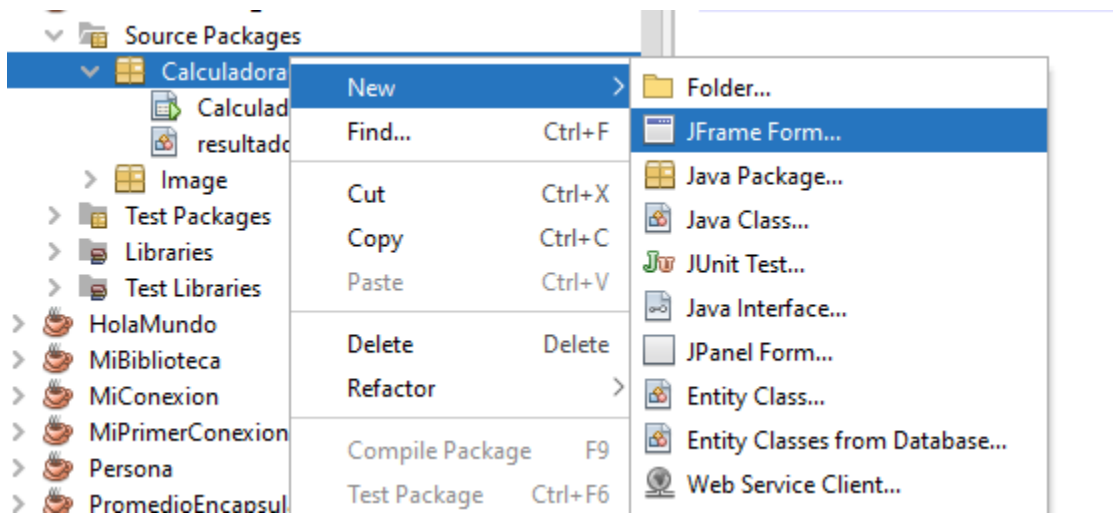 Source Packages
Calculadora
Calculad
resultado
Image
Test Packages
Libraries
Test Libraries
HolaMundo
MiBiblioteca
MiConexion
MiPrimerConexion
Persona
PromedioEncapsul
New
Find... Ctrl+F
Cut Ctrl+X
Copy Ctrl+C
Paste Ctrl+V
Delete Delete
Refactor
Compile Package F9
Test Package Ctrl+F6
Folder...
JFrame Form...
Java Package...
Java Class...
JUnit Test...
Java Interface...
JPanel Form...
Entity Class...
Entity Classes from Database...
Web Service Client...